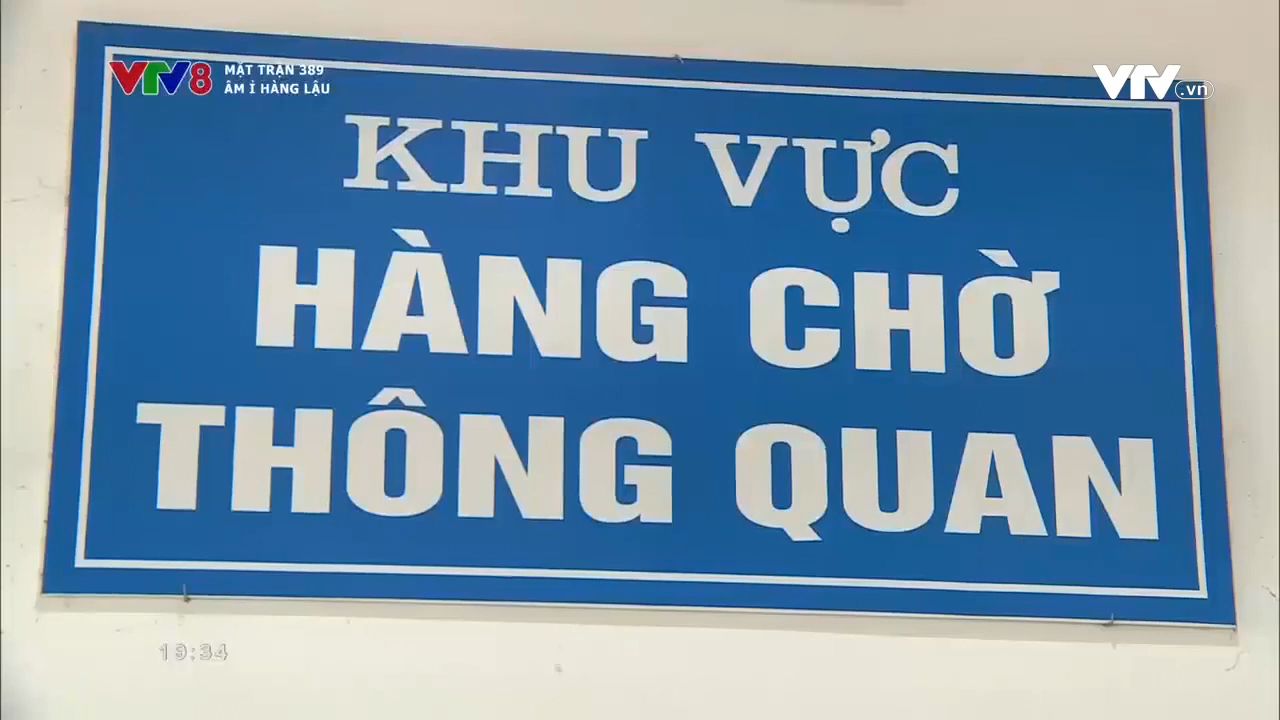 VTV8
MẶT TRẬN 389
ÂM Ỉ HÀNG LẬU
VTV.vn
KHU VỰC
HÀNG CHỜ
THÔNG QUAN
19:34